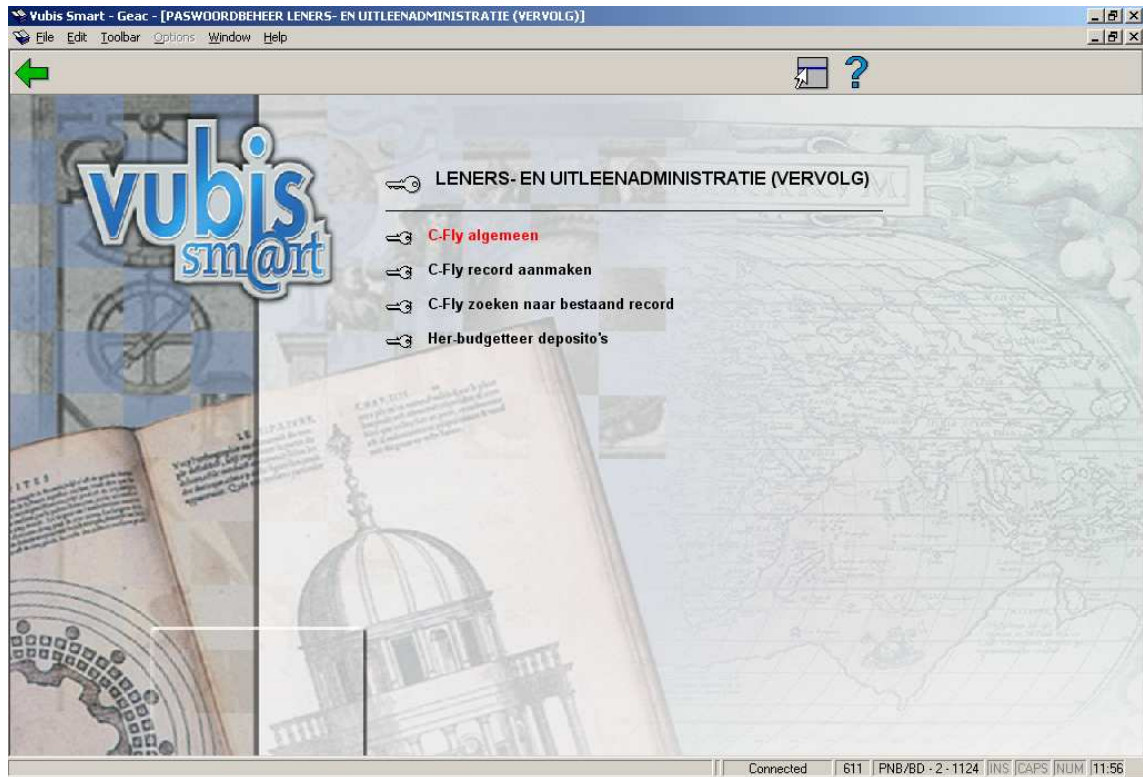 Vubis Smart - Geac - [PASWOORDBEHEER LENERS- EN UITLEENADMINISTRATIE (VERVOLG)]
File Edit Toolbar Options Window Help
?
vubis
sm@rt
LENERS- EN UITLEENADMINISTRATIE (VERVOLG)
C-Fly algemeen
C-Fly record aanmaken
C-Fly zoeken naar bestaand record
Her-budgetteer deposito's
Connected 611 PNB/BD - 2 - 1124 INS CAPS NUM 11:56